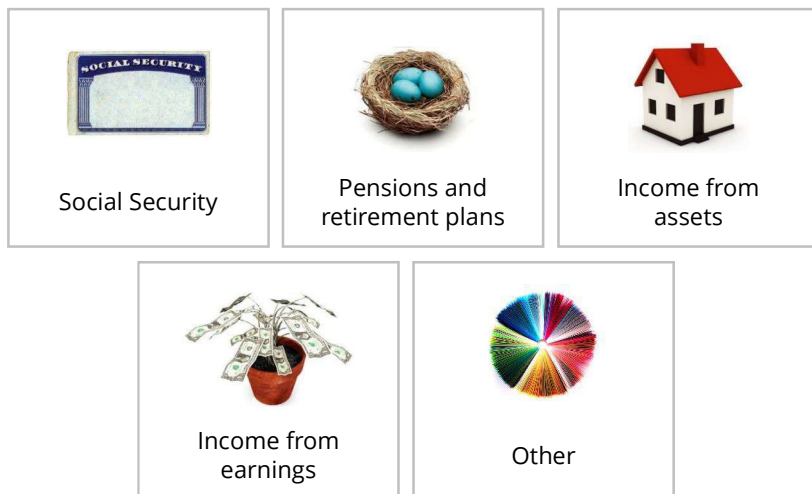 SOCIAL SECURITY
Social Security
Pensions and
retirement plans
Income from
assets
Income from
earnings
Other